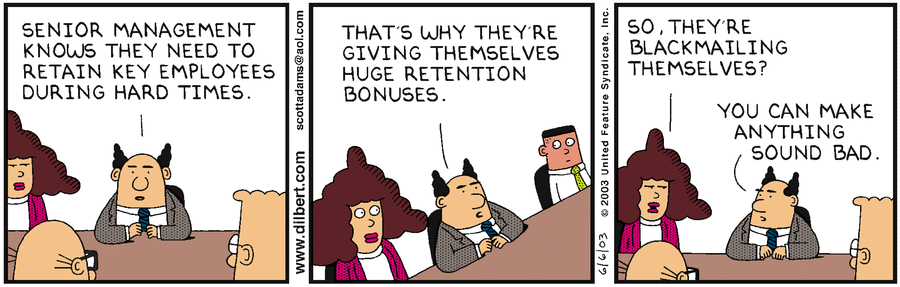 SENIOR MANAGEMENT
KNOWS THEY NEED TO
RETAIN KEY EMPLOYEES
DURING HARD TIMES.
www.dilbert.com
scottadams@aol.com
THAT'S WHY THEY'RE
GIVING THEMSELVES
HUGE RETENTION
BONUSES.
6/6/03
© 2003 United Feature Syndicate, Inc.
SO, THEY'RE
BLACKMAILING
THEMSELVES?
YOU CAN MAKE
ANYTHING
SOUND BAD.